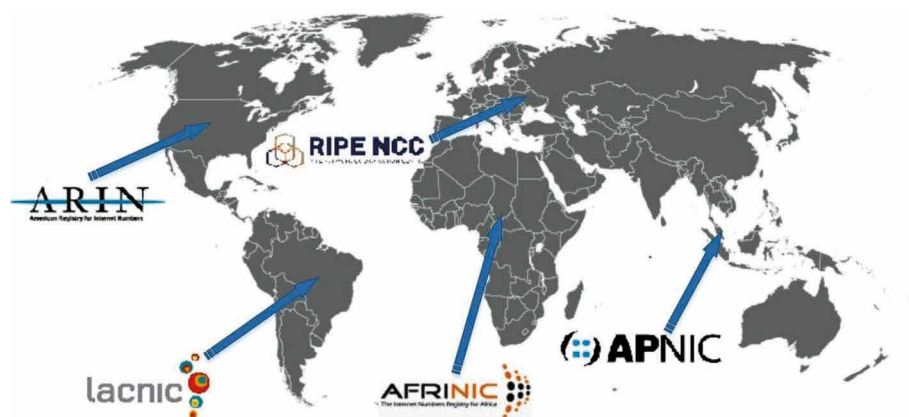 RIPE NCC
ARIN
American Registry for Internet Numbers
APNIC
lacnic
AFRINIC
The Internet Numbers Registry for Africa